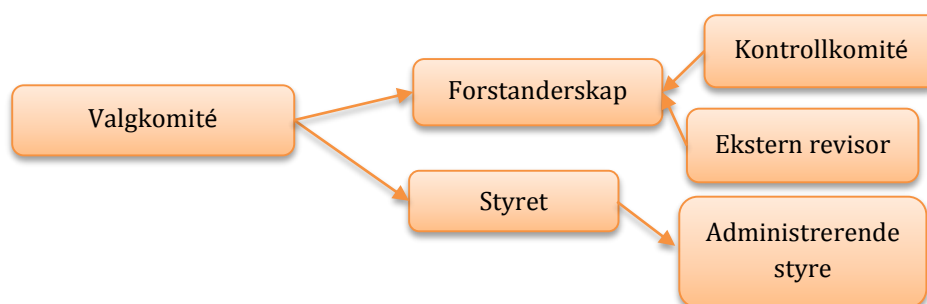 Valgkomité
Forstanderskap
Styret
Kontrollkomité
Ekstern revisor
Administrerende
styre